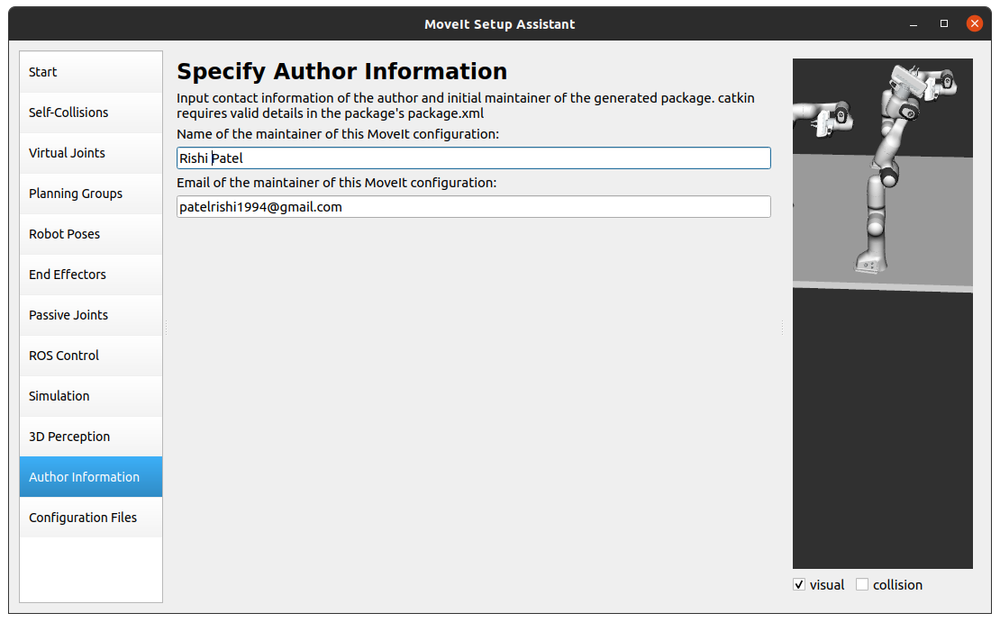 MoveIt Setup Assistant
Start
Self-Collisions
Virtual Joints
Planning Groups
Robot Poses
End Effectors
Passive Joints
ROS Control
Simulation
3D Perception
Author Information
Configuration Files
Specify Author Information
Input contact information of the author and initial maintainer of the generated package. catkin
requires valid details in the package's package.xml
Name of the maintainer of this MoveIt configuration:
Rishi Patel
Email of the maintainer of this MoveIt configuration:
patelrishi1994@gmail.com
visual collision